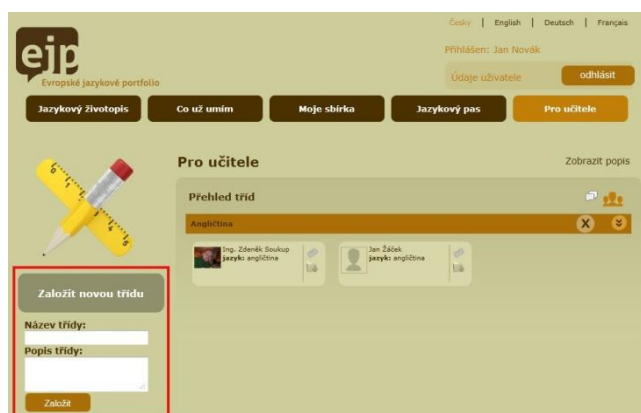 Česky | English | Deutsch | Français
ejp
Evropské jazykové portfolio
Přihlášen: Jan Novák
Údaje uživatele odhlásit
Jazykový životopis Co už umím Moje sbírka Jazykový pas Pro učitele
Pro učitele Zobrazit popis
Přehled tříd
Angličtina X
Ing. Zdeněk Soukup
jazyk: angličtina
Jan Žáček
jazyk: angličtina
Založit novou třídu
Název třídy:
Popis třídy:
Založit